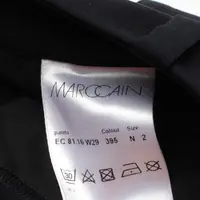 MARCCAIN
Colour Size
EC 81.16 W29 395 N 2
30